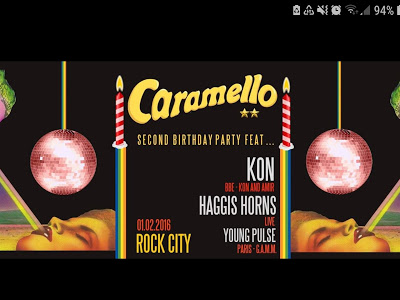 94%
Caramello
SECOND BIRTHDAY PARTY FEAT...
KON
BBE - KON AND AMIR
HAGGIS HORNS
LIVE
YOUNG PULSE
PARIS - G.A.M.M.
01.02.2016
ROCK CITY